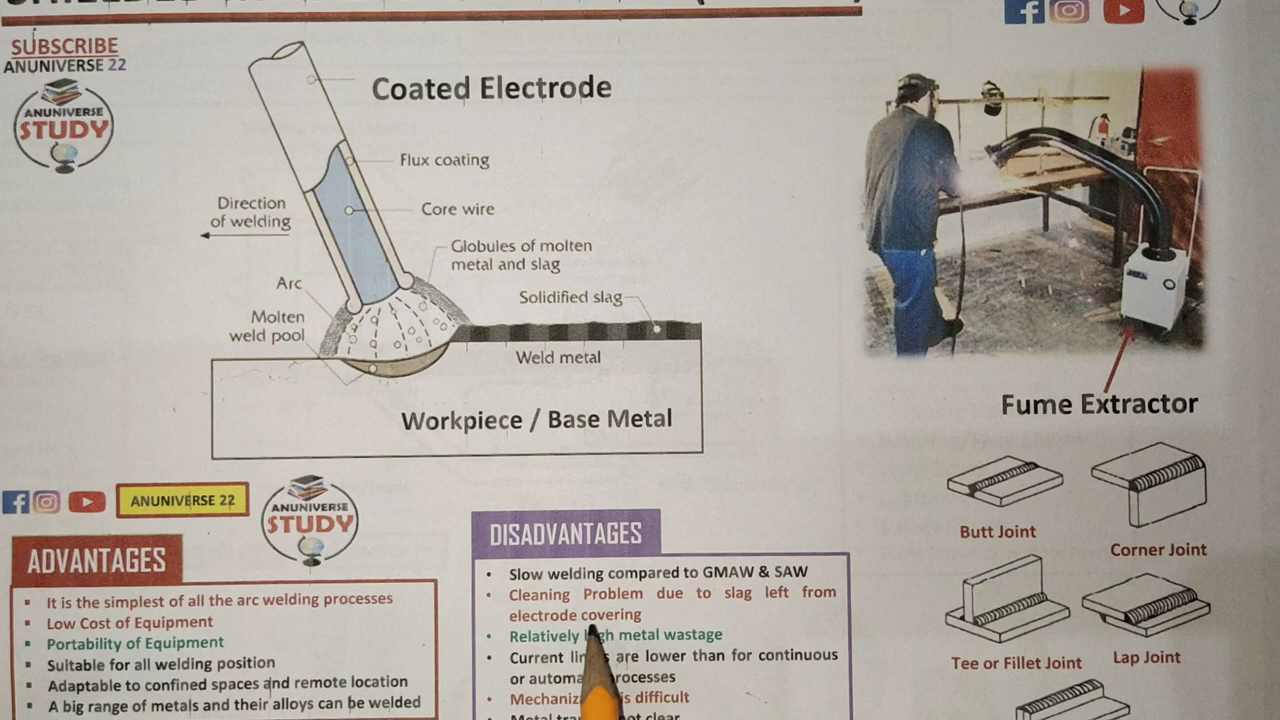 SUBSCRIBE
ANUNIVERSE 22
ANUNIVERSE
STUDY
Coated Electrode
Flux coating
Direction
of welding
Core wire
Globules of molten
metal and slag
Arc
Solidified slag
Molten
weld pool
Weld metal
Workpiece / Base Metal
Fume Extractor
ANUNIVERSE 22
ANUNIVERSE
STUDY
ADVANTAGES
It is the simplest of all the arc welding processes
Low Cost of Equipment
Portability of Equipment
Suitable for all welding position
Adaptable to confined spaces and remote location
A big range of metals and their alloys can be welded
DISADVANTAGES
Slow welding compared to GMAW & SAW
Cleaning Problem due to slag left from
electrode covering
Relatively high metal wastage
Current are lower than for continuous
or processes
is difficult
Metal not clear
Butt Joint
Corner Joint
Tee or Fillet Joint
Lap Joint